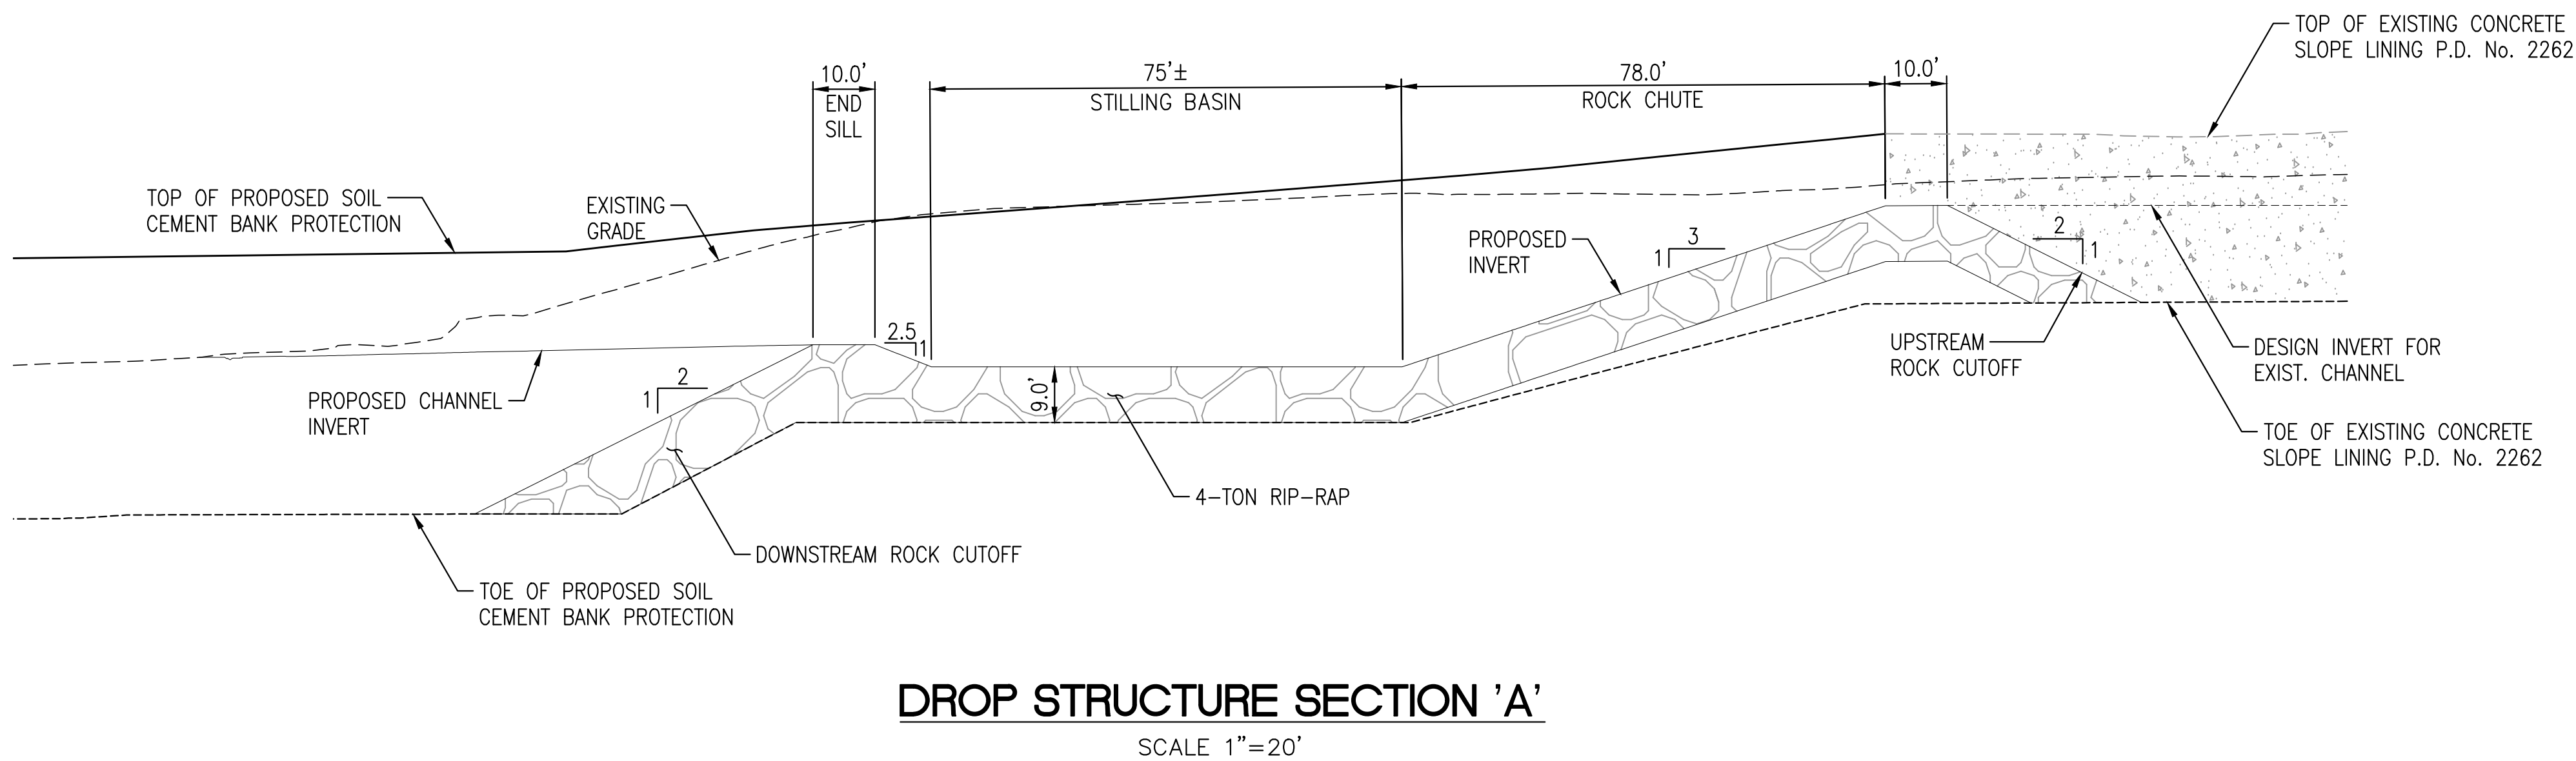 TOP OF EXISTING CONCRETE
SLOPE LINING P.D. No. 2262
10.0'
END
SILL
75'±
STILLING BASIN
78.0'
ROCK CHUTE
10.0'
TOP OF PROPOSED SOIL
CEMENT BANK PROTECTION
EXISTING
GRADE
PROPOSED
INVERT
3
1
2
1
2.5
1
UPSTREAM
ROCK CUTOFF
DESIGN INVERT FOR
EXIST. CHANNEL
PROPOSED CHANNEL
INVERT
2
1
9.0'
TOE OF EXISTING CONCRETE
SLOPE LINING P.D. No. 2262
4-TON RIP-RAP
DOWNSTREAM ROCK CUTOFF
TOE OF PROPOSED SOIL
CEMENT BANK PROTECTION
DROP STRUCTURE SECTION 'A'
SCALE 1"=20'